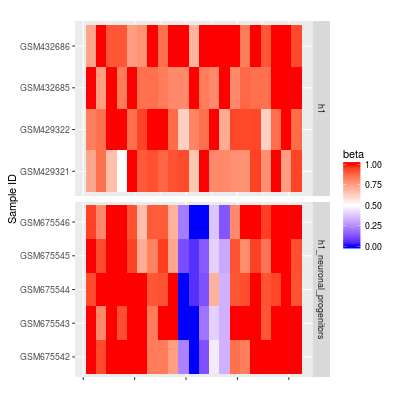 GSM432686
GSM432685
GSM429322
GSM429321
h1
GSM675546
GSM675545
GSM675544
GSM675543
GSM675542
h1_neuronal_progenitors
Sample ID
beta
1.00
0.75
0.50
0.25
0.00